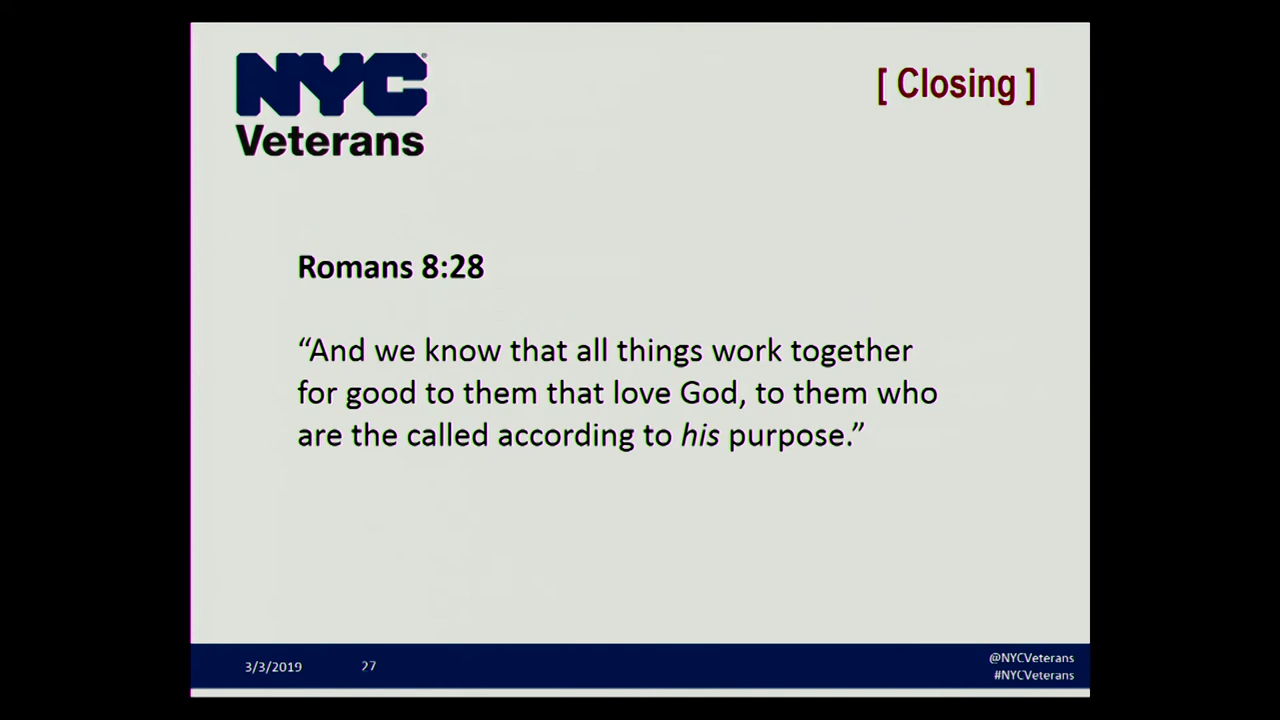 NYC
Veterans
[ Closing ]
Romans 8:28
“And we know that all things work together
for good to them that love God, to them who
are the called according to his purpose.”
3/3/2019 27
@NYCVeterans
#NYCVeterans